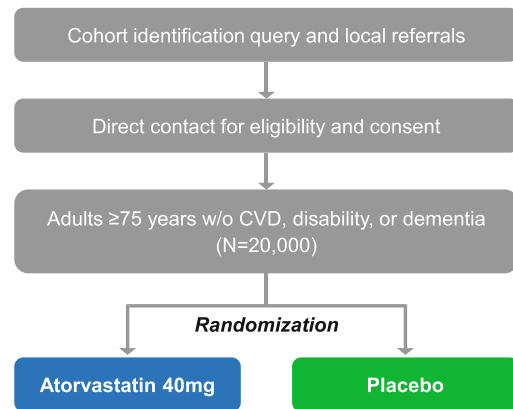 Cohort identification query and local referrals
Direct contact for eligibility and consent
Adults ≥75 years w/o CVD, disability, or dementia
(N=20,000)
Randomization
Atorvastatin 40mg
Placebo